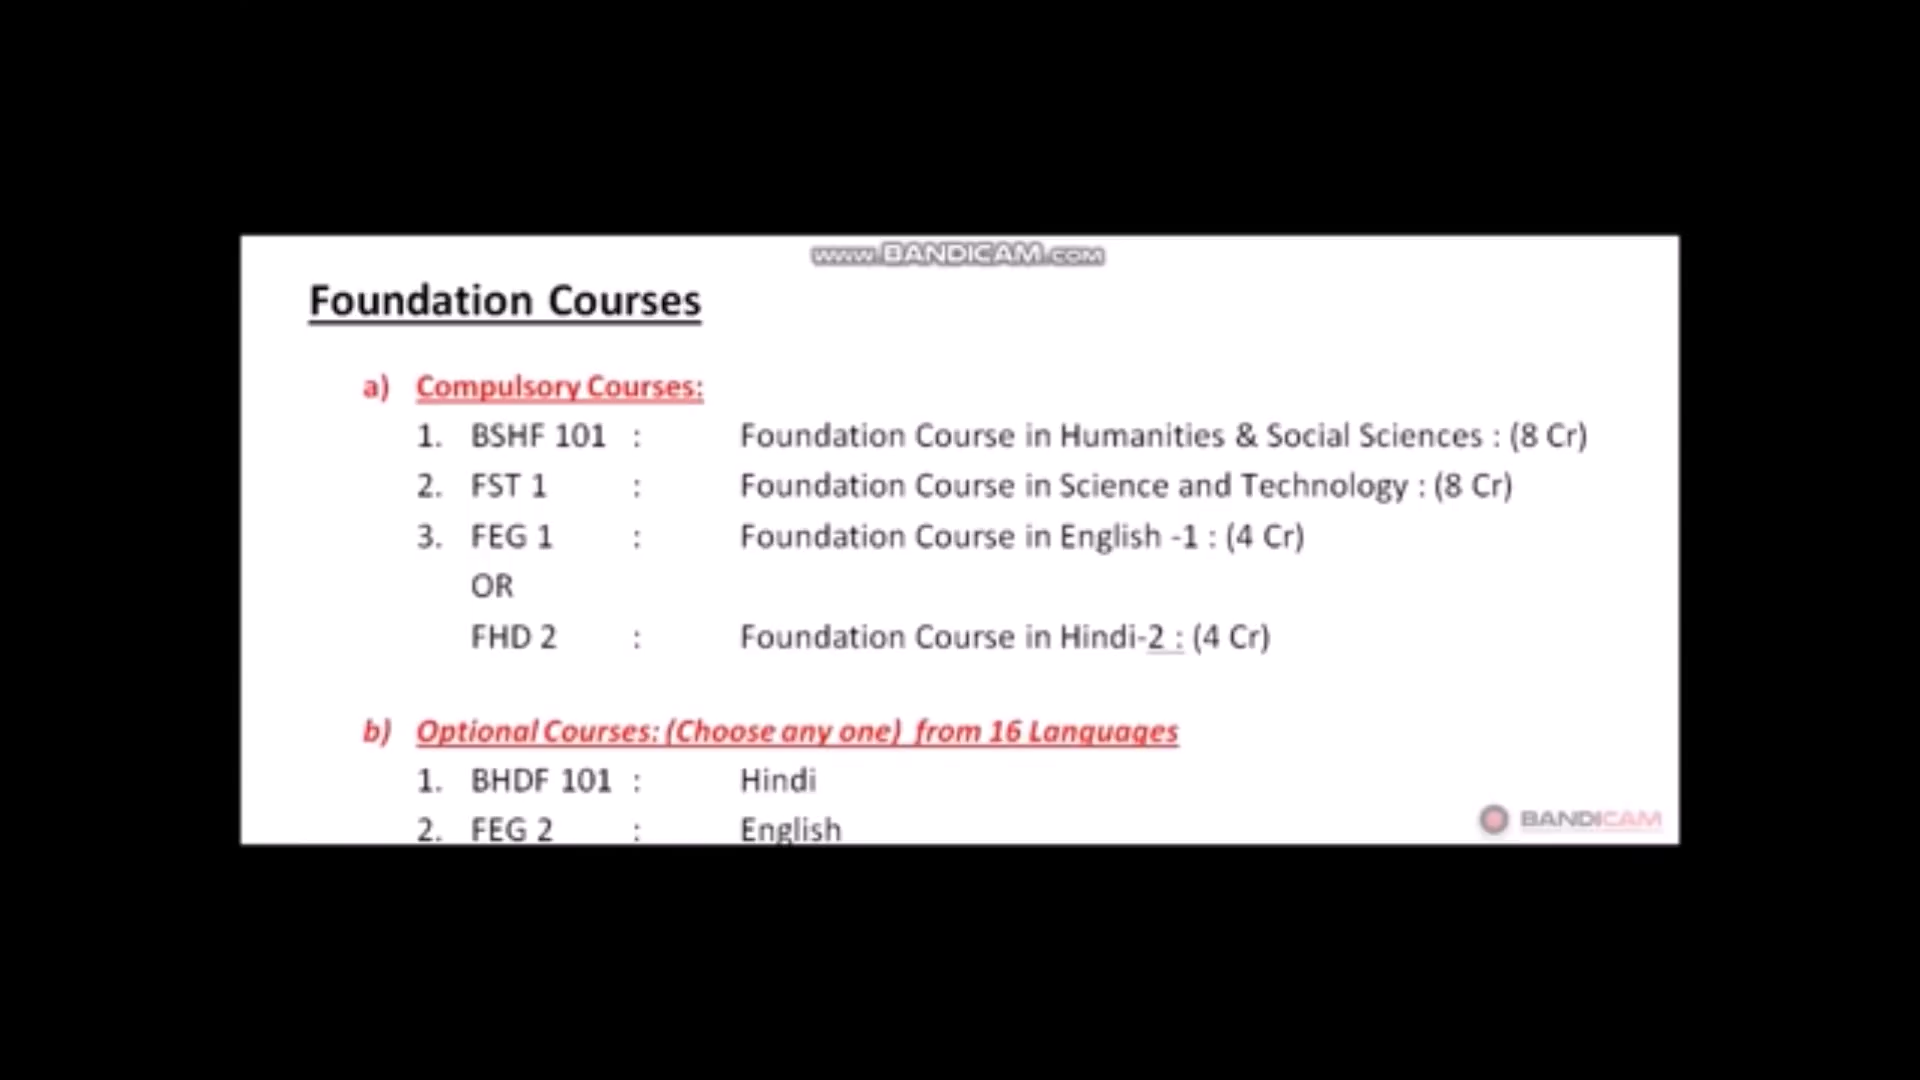 www.BANDICAM.COM
Foundation Courses
a) Compulsory Courses:
1. BSHF 101 : Foundation Course in Humanities & Social Sciences : (8 Cr)
2. FST 1 : Foundation Course in Science and Technology : (8 Cr)
3. FEG 1 : Foundation Course in English -1 : (4 Cr)
OR
FHD 2 : Foundation Course in Hindi-2 : (4 Cr)
b) Optional Courses: (Choose any one) from 16 Languages
1. BHDF 101 : Hindi
2. FEG 2 : English
BANDICAM